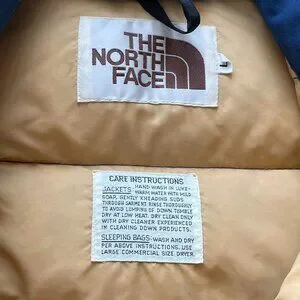 THE
NORTH
FACE
L
CARE INSTRUCTIONS
JACKETS: HAND WASH IN LUKE-
WARM WATER WITH MILD
SOAP, GENTLY KNEADING SUDS
THROUGH GARMENT. RINSE THOROUGHLY
TO AVOID LUMPING OF DOWN. TUMBLE
DRY AT LOW HEAT. DRY CLEAN ONLY
WITH DRY CLEANER EXPERIENCED
IN CLEANING DOWN PRODUCTS.
SLEEPING BAGS: WASH AND DRY
PER ABOVE INSTRUCTIONS. USE
LARGE COMMERCIAL SIZE DRYER.